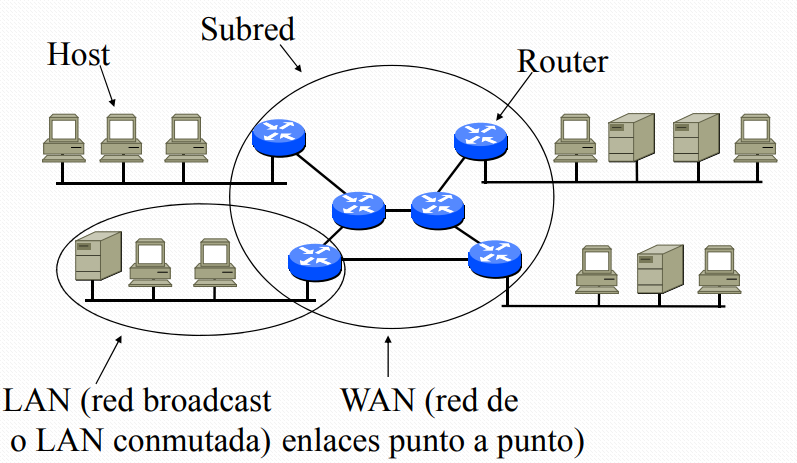 Subred
Host
Router
LAN (red broadcast
o LAN conmutada)
WAN (red de
enlaces punto a punto)